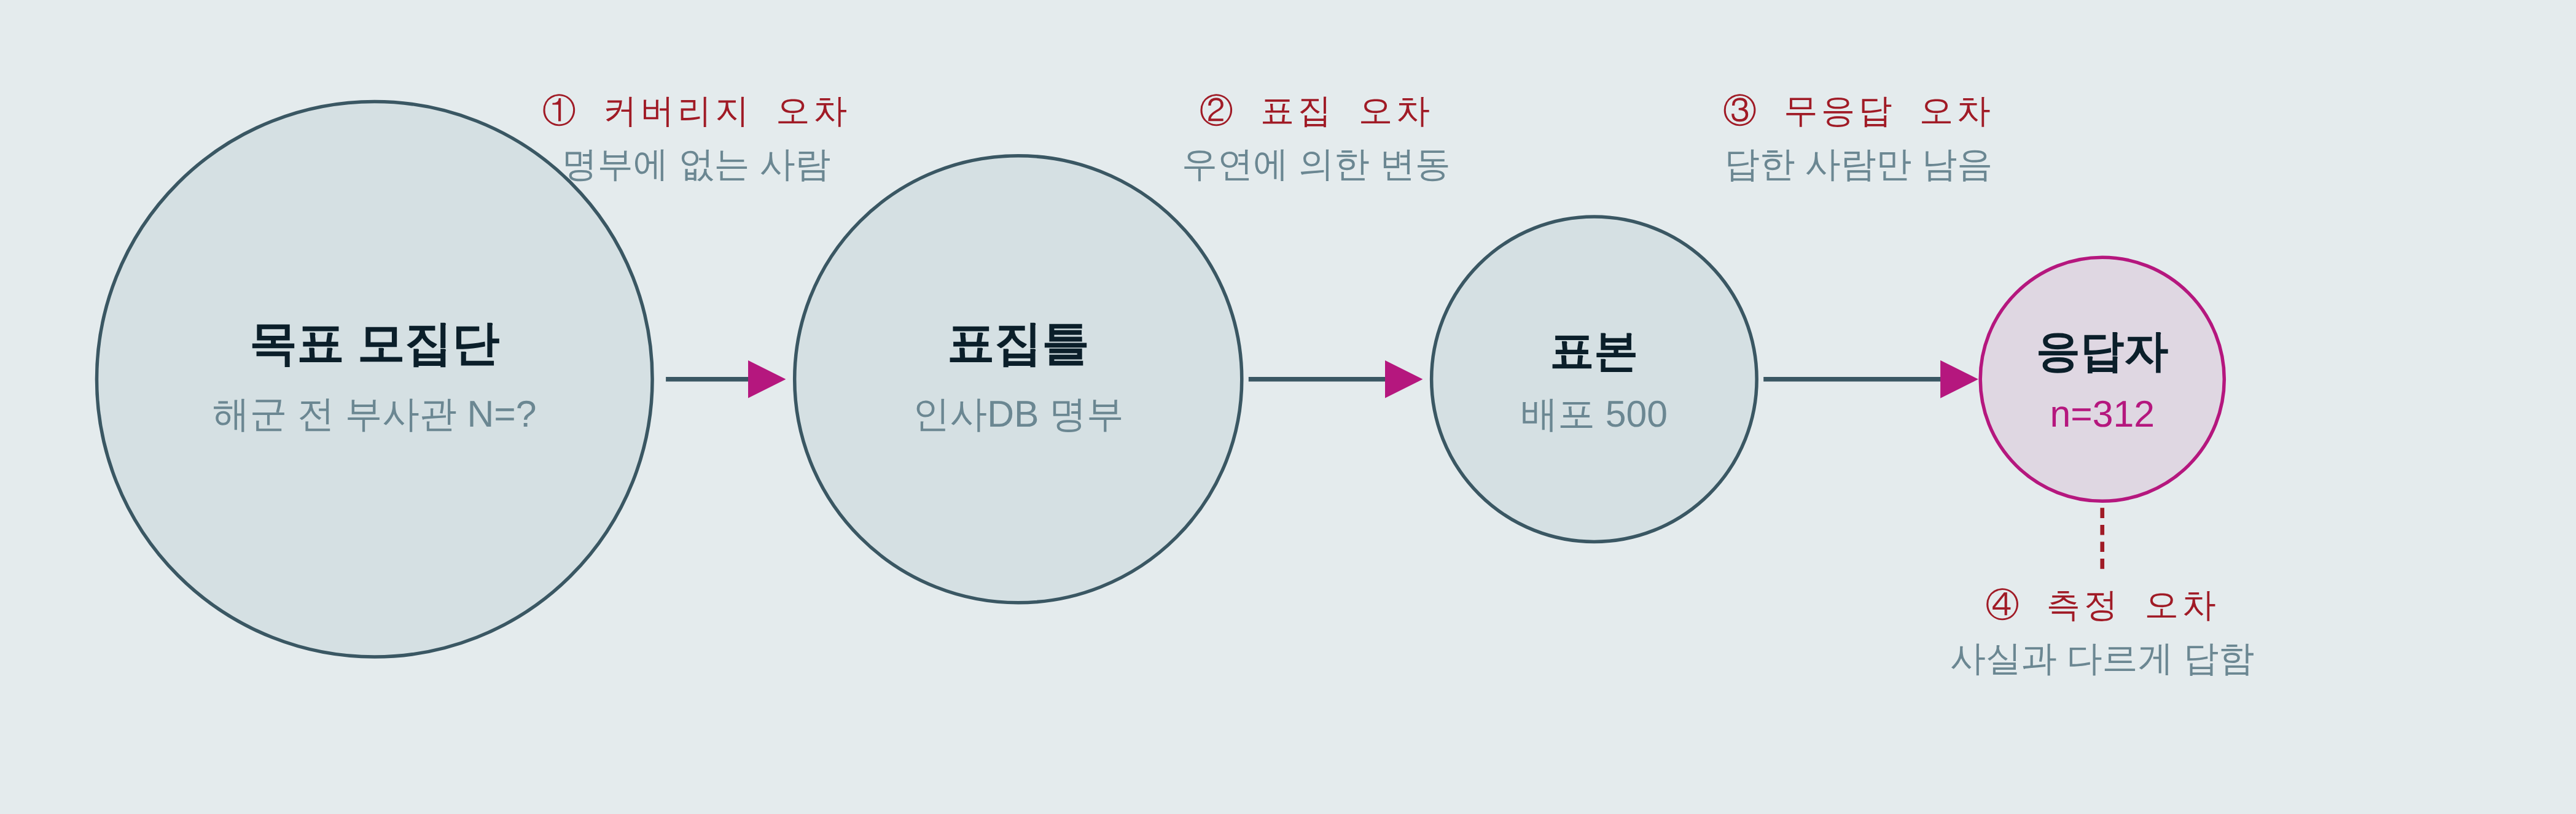 ① 커버리지 오차
명부에 없는 사람
② 표집 오차
우연에 의한 변동
③ 무응답 오차
답한 사람만 남음
목표 모집단
해군 전 부사관 N=?
표집틀
인사DB 명부
표본
배포 500
응답자
n=312
④ 측정 오차
사실과 다르게 답함